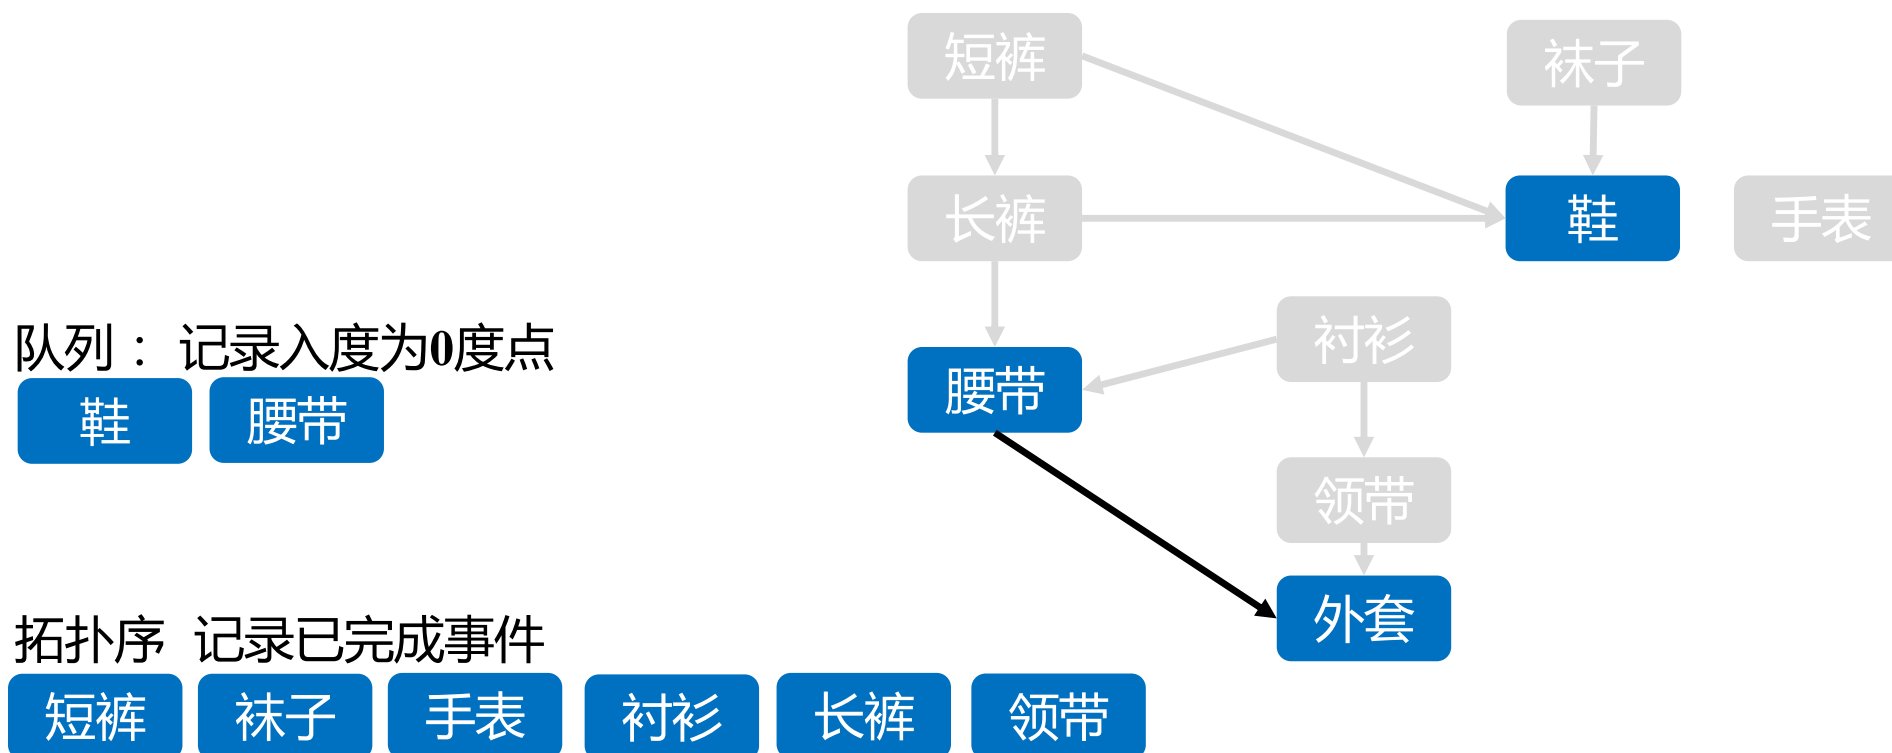 短裤
袜子
长裤
鞋
手表
衬衫
队列：记录入度为0度点
腰带
鞋
腰带
领带
外套
拓扑序 记录已完成事件
短裤
袜子
手表
衬衫
长裤
领带